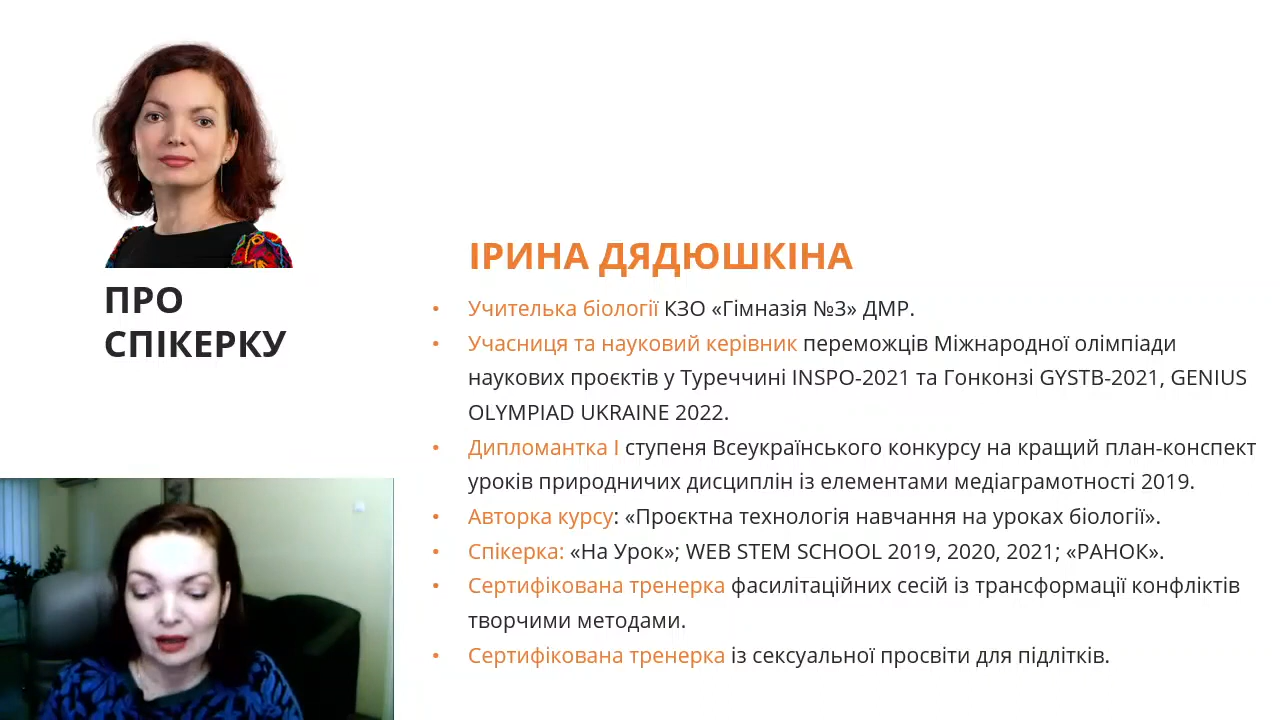 ПРО
СПІКЕРКУ
ІРИНА ДЯДЮШКІНА
• Учителька біології КЗО «Гімназія №3» ДМР.
• Учасниця та науковий керівник переможців Міжнародної олімпіади
наукових проєктів у Туреччині INSPO-2021 та Гонконзі GYSTB-2021, GENIUS
OLYMPIAD UKRAINE 2022.
• Дипломантка І ступеня Всеукраїнського конкурсу на кращий план-конспект
уроків природничих дисциплін із елементами медіаграмотності 2019.
• Авторка курсу: «Проєктна технологія навчання на уроках біології».
• Спікерка: «На Урок»; WEB STEM SCHOOL 2019, 2020, 2021; «РАНОК».
• Сертифікована тренерка фасилітаційних сесій із трансформації конфліктів
творчими методами.
• Сертифікована тренерка із сексуальної просвіти для підлітків.